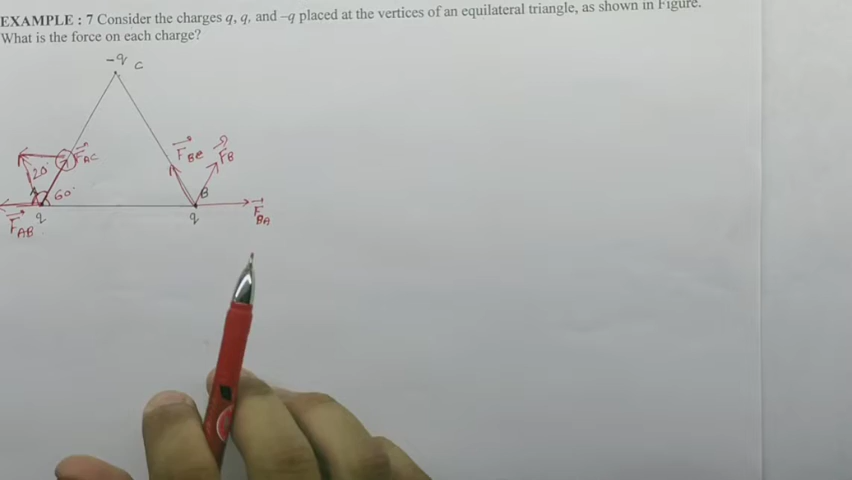 EXAMPLE : 7 Consider the charges q, q, and –q placed at the vertices of an equilateral triangle, as shown in Figure.
What is the force on each charge?
-q C
F BC F B
F AC
120°
A 60° B
F AB q q F BA